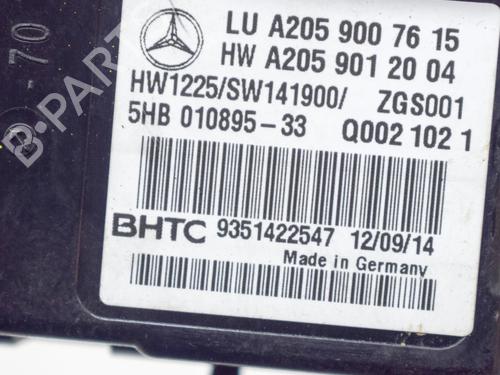 LU A205 900 76 15
HW A205 901 20 04
HW1225/SW141900/ ZGS001
5HB 010895-33 Q002 102 1
BHTC 9351422547 12/09/14
Made in Germany
-70
B-PARTS